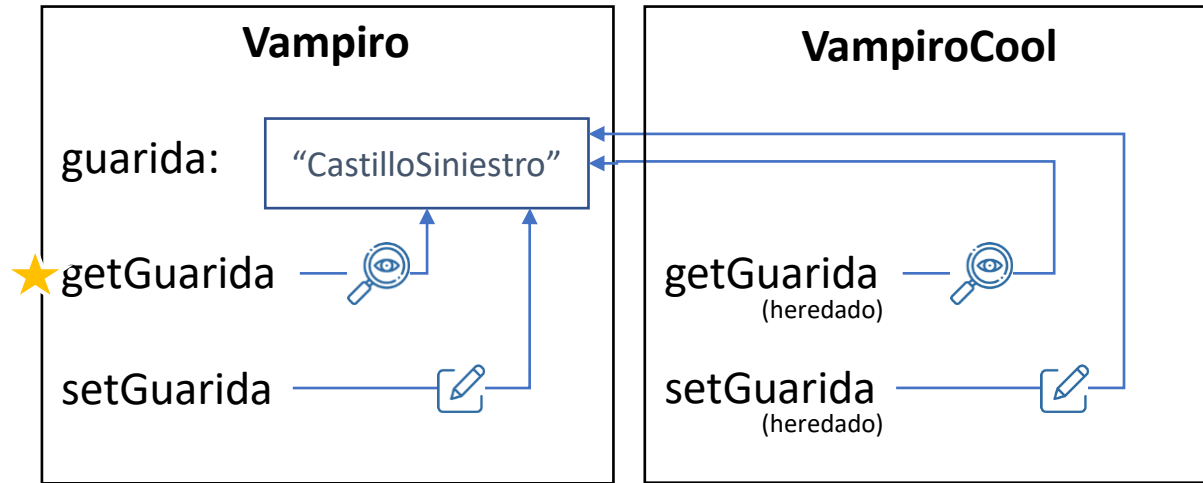 Vampiro
guarida:
“CastilloSiniestro”
getGuarida
setGuarida
VampiroCool
getGuarida
(heredado)
setGuarida
(heredado)